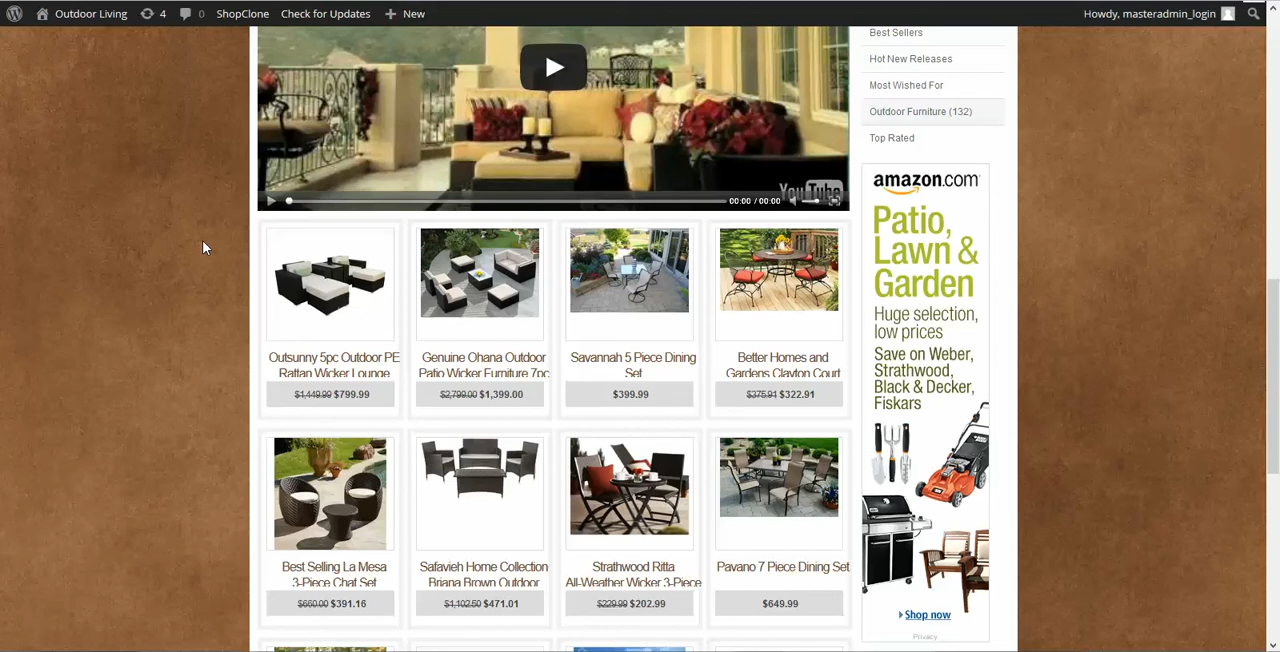 Outdoor Living 4 0 ShopClone Check for Updates New Howdy, masteradmin_login
Best Sellers
Hot New Releases
Most Wished For
Outdoor Furniture (132)
Top Rated
YouTube
00:00 / 00:00
amazon.com
Patio,
Lawn &
Garden
Huge selection,
low prices
Save on Weber,
Strathwood,
Black & Decker,
Fiskars
Shop now
Privacy
Outsunny 5pc Outdoor PE
Rattan Wicker Lounge
$1,449.99 $799.99
Genuine Ohana Outdoor
Patio Wicker Furniture 7pc
$2,799.00 $1,399.00
Savannah 5 Piece Dining
Set
$399.99
Better Homes and
Gardens Clayton Court
$375.91 $322.91
Best Selling La Mesa
3-Piece Chat Set
$660.00 $391.16
Safavieh Home Collection
Briana Brown Outdoor
$1,102.50 $471.01
Strathwood Ritta
All-Weather Wicker 3-Piece
$229.99 $202.99
Pavano 7 Piece Dining Set
$649.99